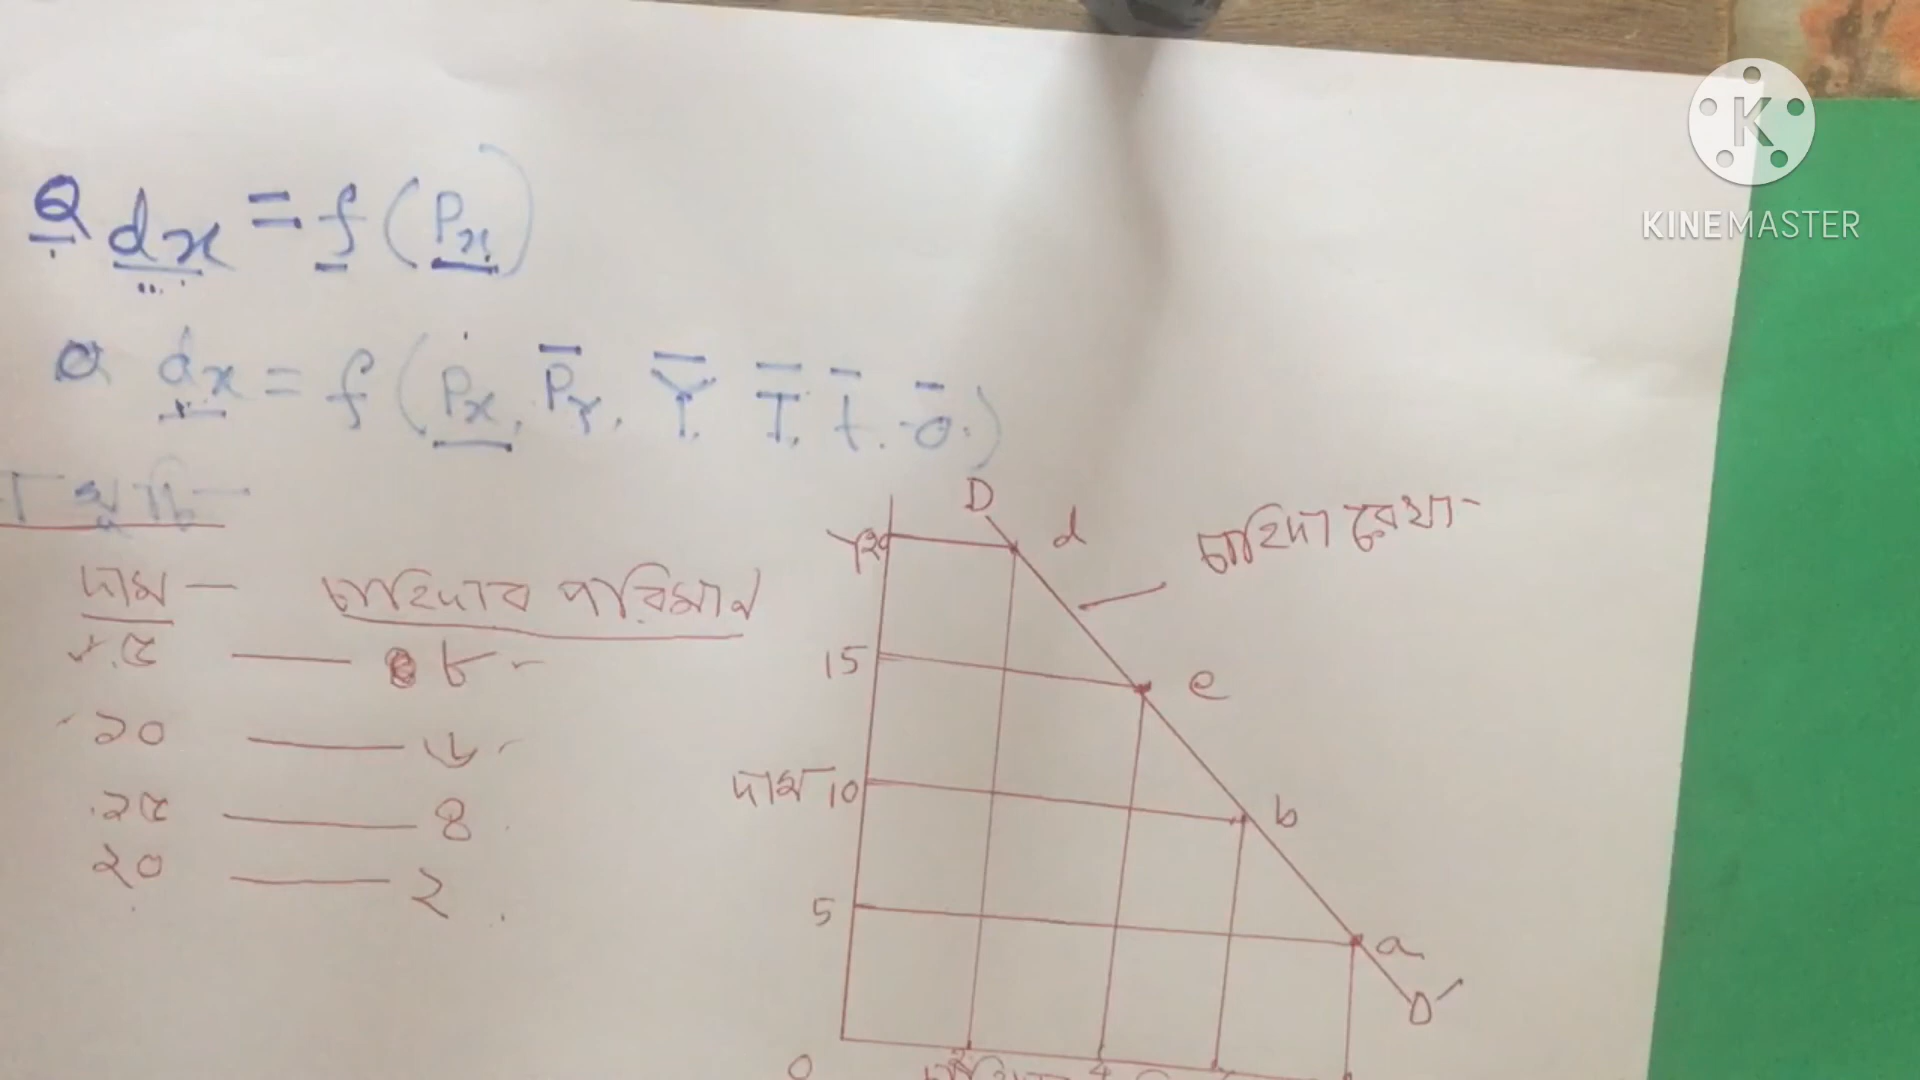 K
KINEMASTER
Qdx = f(Px)
Qdx = f(Px, P̅r, Y̅, T̅, t̅, o̅.)
দাম — চাহিদার পরিমাণ
৫ — ৮
১০ — ৬
১৫ — ৪
২০ — ২
D
d
চাহিদা রেখা
15
e
দাম 10
b
5
a
D′
0
4